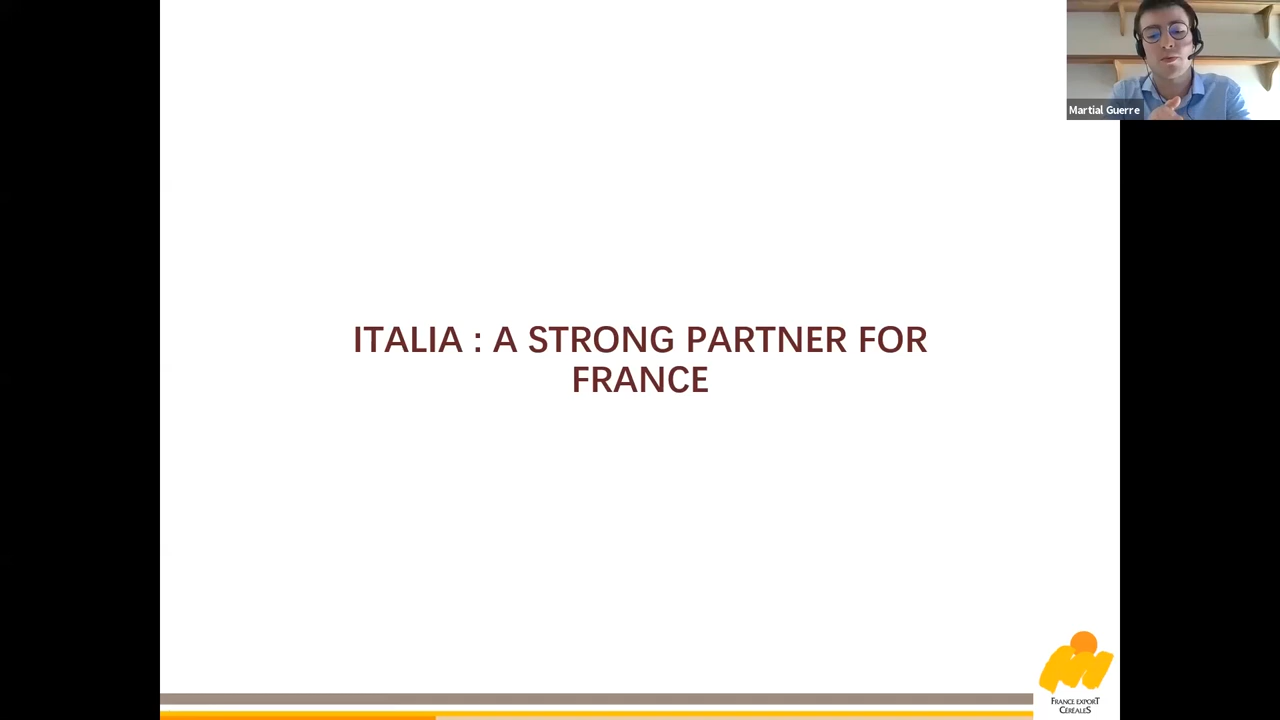 Martial Guerre
ITALIA : A STRONG PARTNER FOR
FRANCE
FRANCE EXPORT
CÉRÉALES